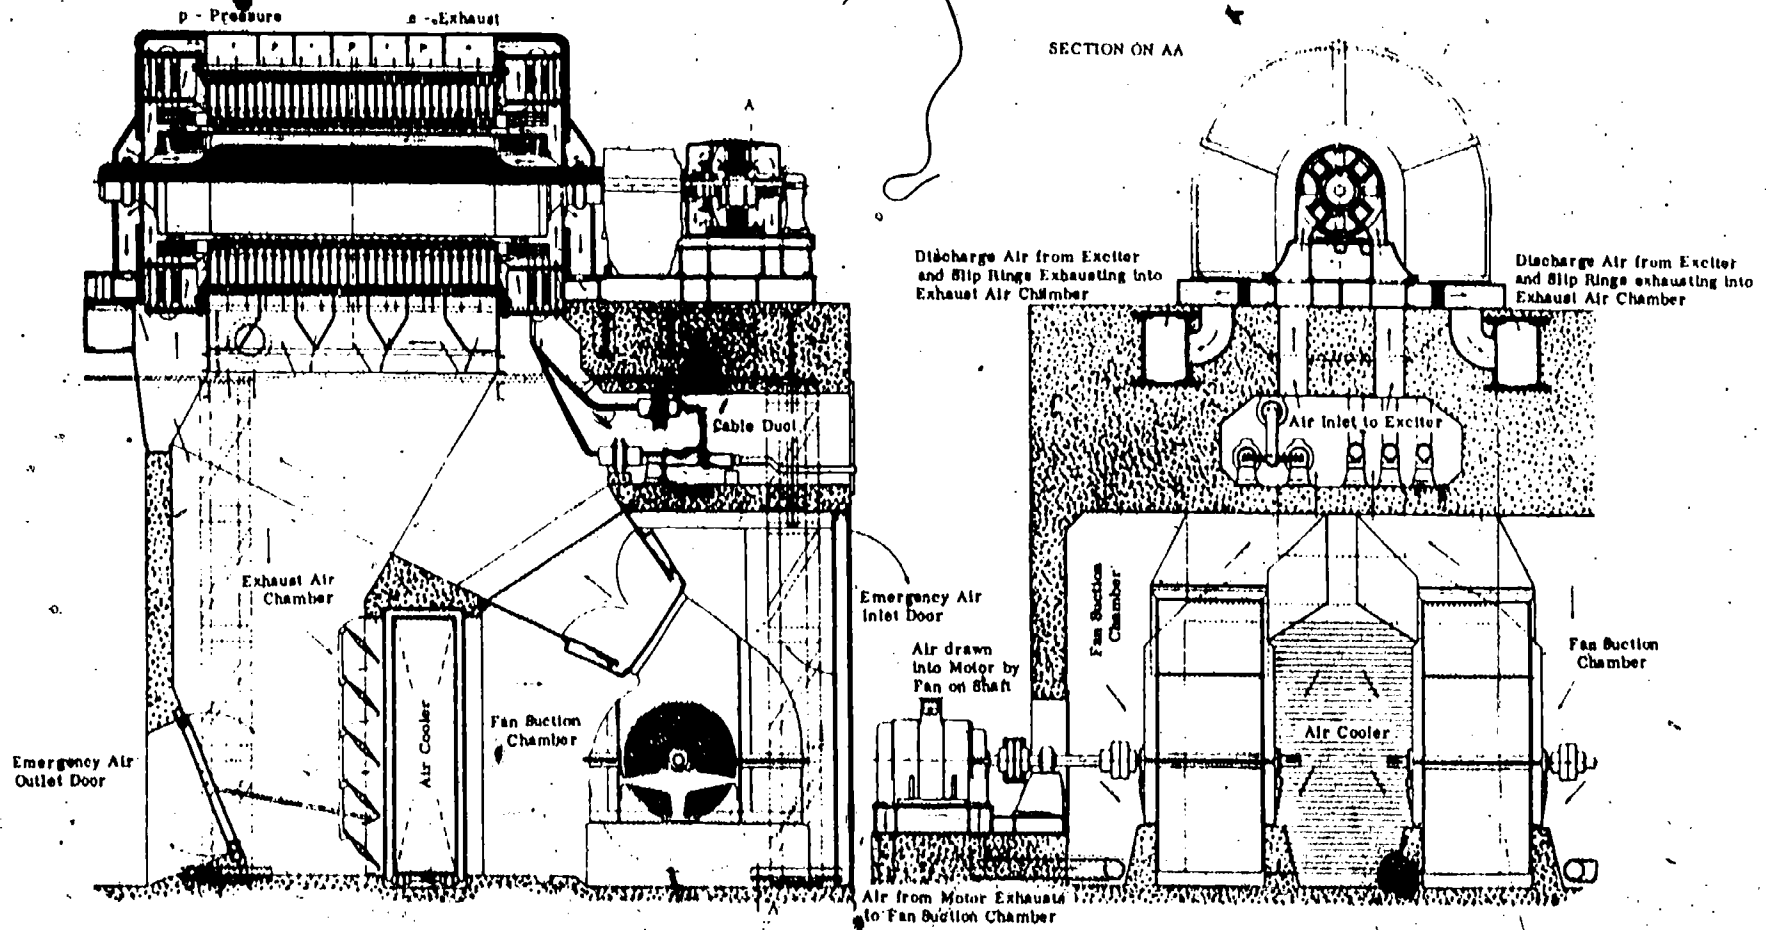 p - Pressure
e - Exhaust
SECTION ON AA
A
Discharge Air from Exciter
and Slip Rings Exhausting into
Exhaust Air Chamber
Discharge Air from Exciter
and Slip Rings exhausting into
Exhaust Air Chamber
Cable Duct
Air Inlet to Exciter
Exhaust Air
Chamber
Emergency Air
Inlet Door
Fan Suction
Chamber
Air drawn
into Motor by
Fan on Shaft
Fan Suction
Chamber
Fan Suction
Chamber
Air Cooler
Air Cooler
Emergency Air
Outlet Door
Air from Motor Exhausts
to Fan Suction Chamber
A